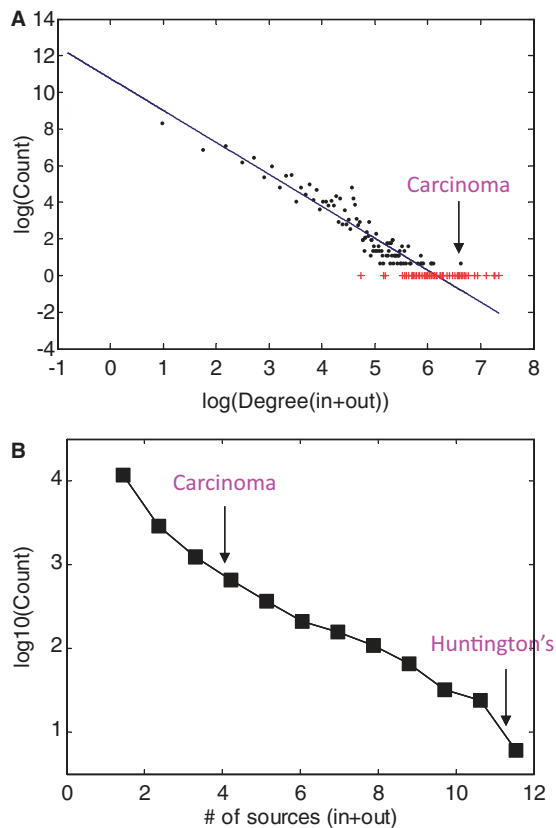 A
14
12
10
8
6
4
2
0
-2
-4
log(Count)
Carcinoma
-1 0 1 2 3 4 5 6 7 8
log(Degree(in+out))
B
4
3
2
1
log10(Count)
Carcinoma
Huntington's
0 2 4 6 8 10 12
# of sources (in+out)